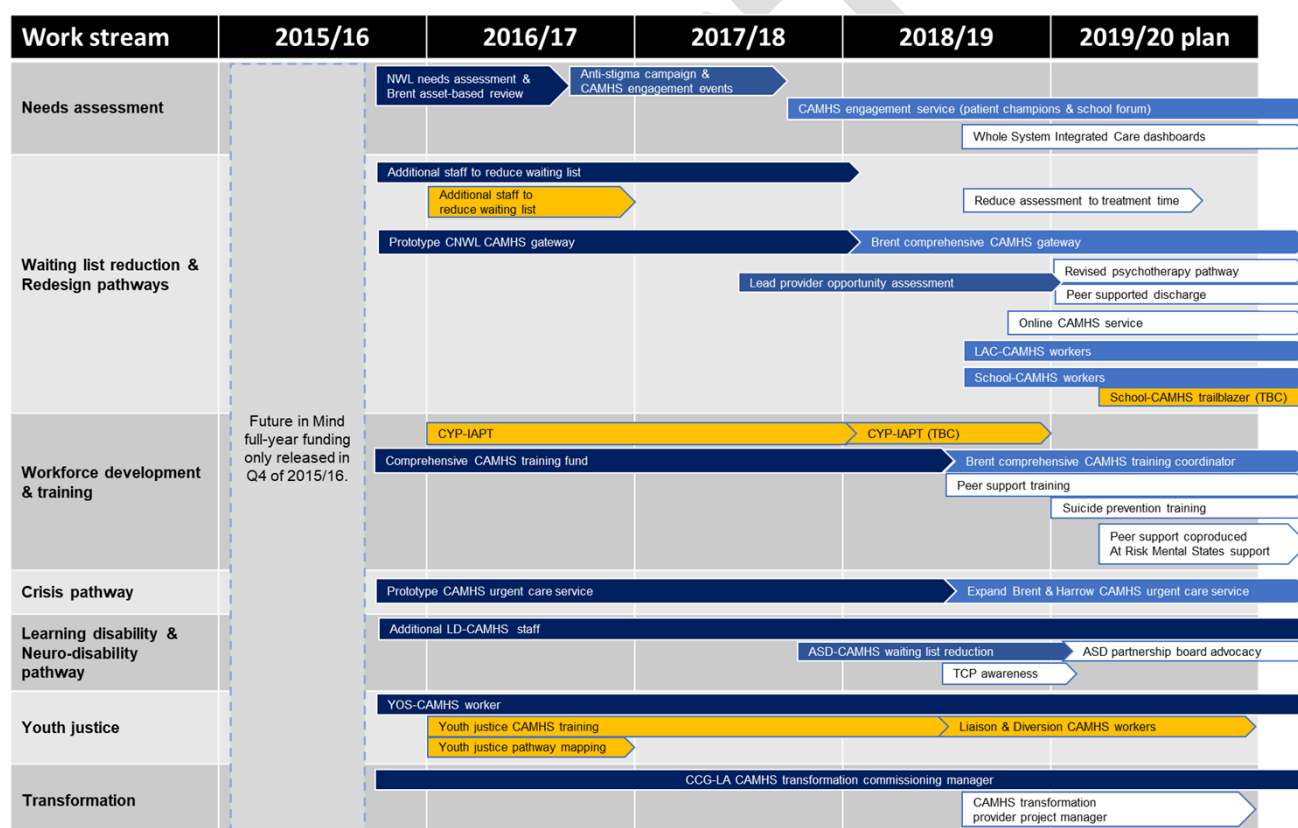 Work stream
2015/16
2016/17
2017/18
2018/19
2019/20 plan
Needs assessment
NWL needs assessment &
Brent asset-based review
Anti-stigma campaign &
CAMHS engagement events
CAMHS engagement service (patient champions & school forum)
Whole System Integrated Care dashboards
Waiting list reduction &
Redesign pathways
Additional staff to reduce waiting list
Additional staff to
reduce waiting list
Reduce assessment to treatment time
Prototype CNWL CAMHS gateway
Brent comprehensive CAMHS gateway
Lead provider opportunity assessment
Revised psychotherapy pathway
Peer supported discharge
Online CAMHS service
LAC-CAMHS workers
School-CAMHS workers
School-CAMHS trailblazer (TBC)
Future in Mind
full-year funding
only released in
Q4 of 2015/16.
Workforce development
& training
CYP-IAPT
CYP-IAPT (TBC)
Comprehensive CAMHS training fund
Brent comprehensive CAMHS training coordinator
Peer support training
Suicide prevention training
Peer support coproduced
At Risk Mental States support
Crisis pathway
Prototype CAMHS urgent care service
Expand Brent & Harrow CAMHS urgent care service
Learning disability &
Neuro-disability
pathway
Additional LD-CAMHS staff
ASD-CAMHS waiting list reduction
ASD partnership board advocacy
TCP awareness
Youth justice
YOS-CAMHS worker
Youth justice CAMHS training
Liaison & Diversion CAMHS workers
Youth justice pathway mapping
Transformation
CCG-LA CAMHS transformation commissioning manager
CAMHS transformation
provider project manager